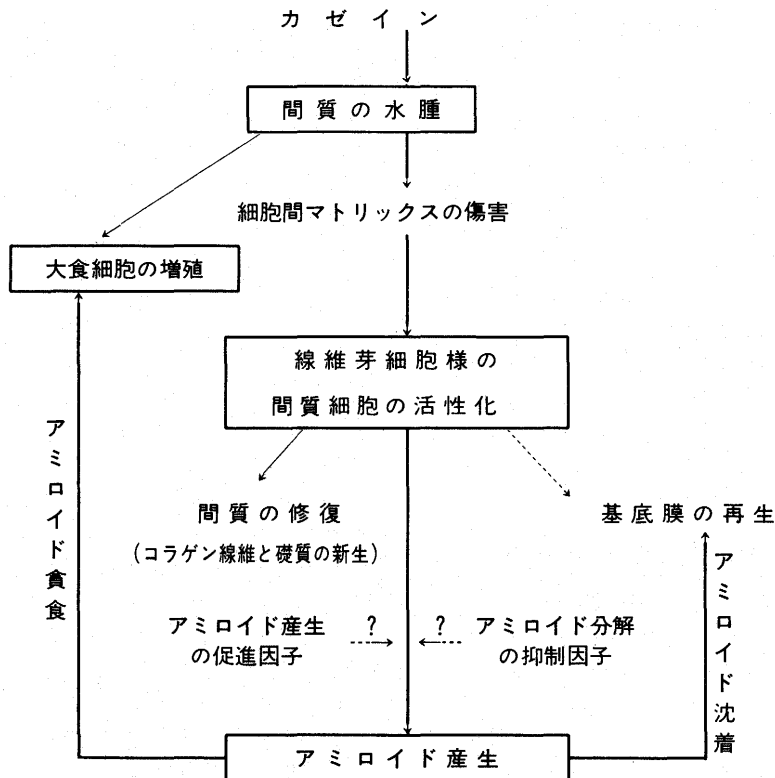 カゼイン
間質の水腫
細胞間マトリックスの傷害
大食細胞の増殖
線維芽細胞様の
間質細胞の活性化
間質の修復
(コラゲン線維と礎質の新生)
基底膜の再生
アミロイド貪食
アミロイド産生
の促進因子
?
?
アミロイド分解
の抑制因子
アミロイド沈着
アミロイド産生